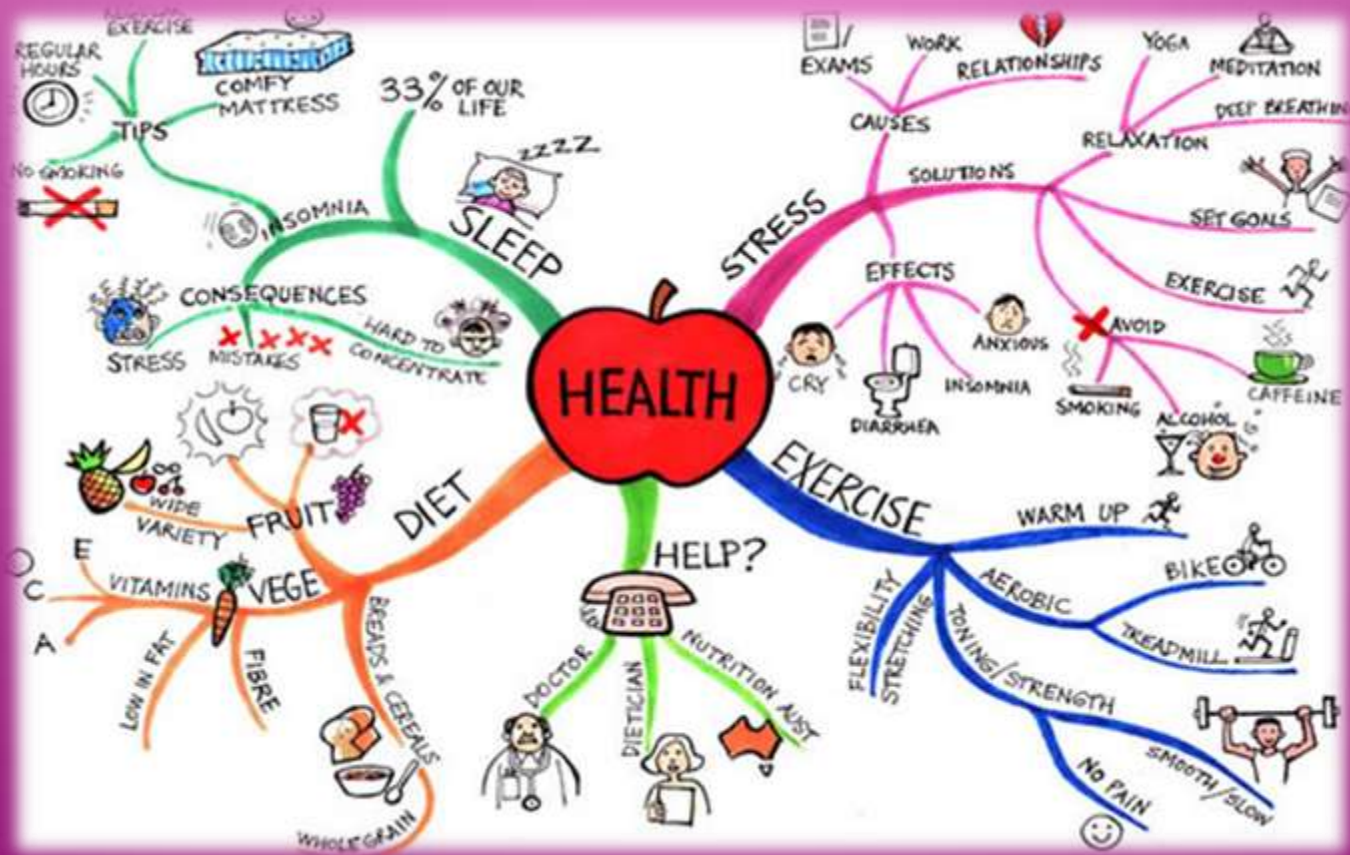 HEALTH
SLEEP
33% OF OUR
LIFE
ZZZZ
INSOMNIA
TIPS
REGULAR
HOURS
EXERCISE
COMFY
MATTRESS
NO SMOKING
CONSEQUENCES
STRESS
MISTAKES
HARD TO
CONCENTRATE
STRESS
CAUSES
EXAMS
WORK
RELATIONSHIPS
SOLUTIONS
RELAXATION
YOGA
MEDITATION
DEEP BREATHIN
SET GOALS
EXERCISE
AVOID
SMOKING
ALCOHOL
CAFFEINE
EFFECTS
CRY
DIARRHEA
INSOMNIA
ANXIOUS
EXERCISE
WARM UP
AEROBIC
BIKE
TREADMILL
TONING/STRENGTH
SMOOTH/SLOW
NO PAIN
FLEXIBILITY
STRETCHING
HELP?
DOCTOR
DIETICIAN
NUTRITION AUST
DIET
FRUIT
WIDE
VARIETY
VEGE
VITAMINS
E
C
A
LOW IN FAT
FIBRE
BREADS & CEREALS
WHOLEGRAIN